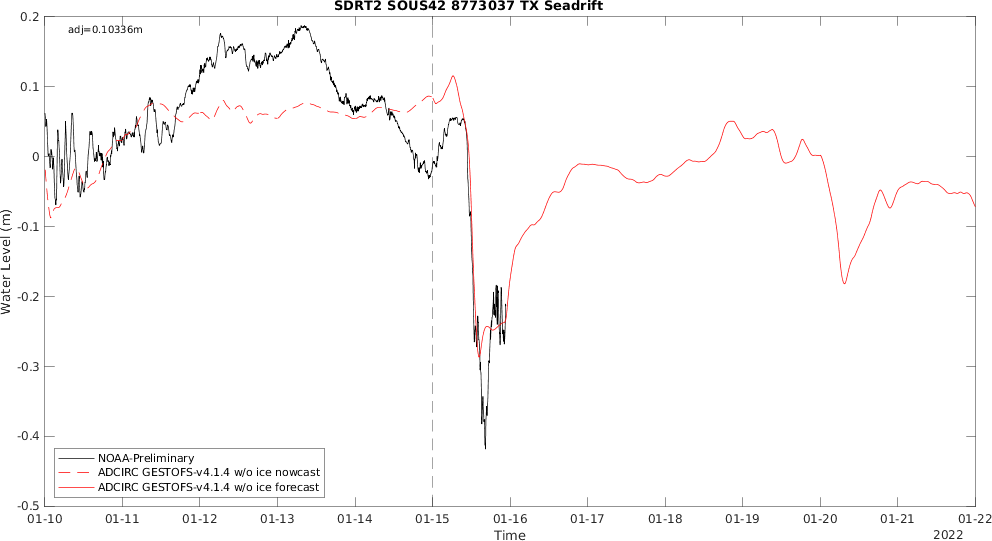 SDRT2 SOUS42 8773037 TX Seadrift
adj=0.10336m
0.2
0.1
0
-0.1
-0.2
-0.3
-0.4
-0.5
Water Level (m)
NOAA-Preliminary
ADCIRC GESTOFS-v4.1.4 w/o ice nowcast
ADCIRC GESTOFS-v4.1.4 w/o ice forecast
01-10 01-11 01-12 01-13 01-14 01-15 01-16 01-17 01-18 01-19 01-20 01-21 01-22
Time
2022